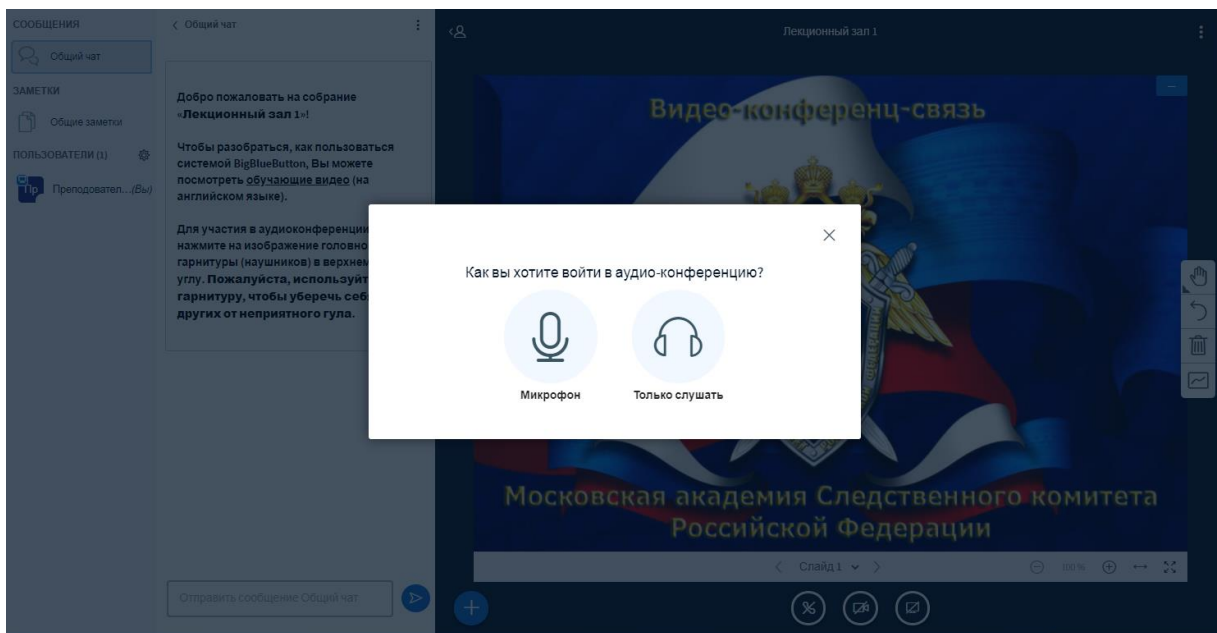 СООБЩЕНИЯ
Общий чат
ЗАМЕТКИ
Общие заметки
ПОЛЬЗОВАТЕЛИ (1)
Пр
Преподовател...(Вы)
Общий чат
Добро пожаловать на собрание
«Лекционный зал 1»!
Чтобы разобраться, как пользоваться
системой BigBlueButton, Вы можете
посмотреть обучающие видео (на
английском языке).
Для участия в аудиоконференции
нажмите на изображение головно
гарнитуры (наушников) в верхнем
углу. Пожалуйста, используйт
гарнитуру, чтобы уберечь себ
других от неприятного гула.
Отправить сообщение Общий чат
Лекционный зал 1
Видео-конференц-связь
Как вы хотите войти в аудио-конференцию?
Микрофон
Только слушать
Московская академия Следственного комитета
Российской Федерации
Слайд 1
100%